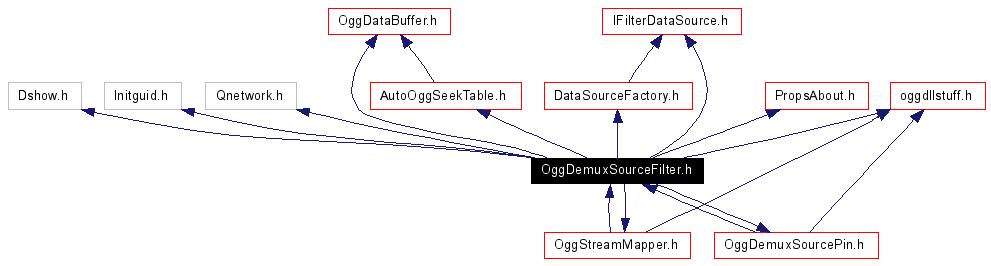 OggDataBuffer.h
IFilterDataSource.h
Dshow.h
Initguid.h
Qnetwork.h
AutoOggSeekTable.h
DataSourceFactory.h
PropsAbout.h
oggdllstuff.h
OggDemuxSourceFilter.h
OggStreamMapper.h
OggDemuxSourcePin.h